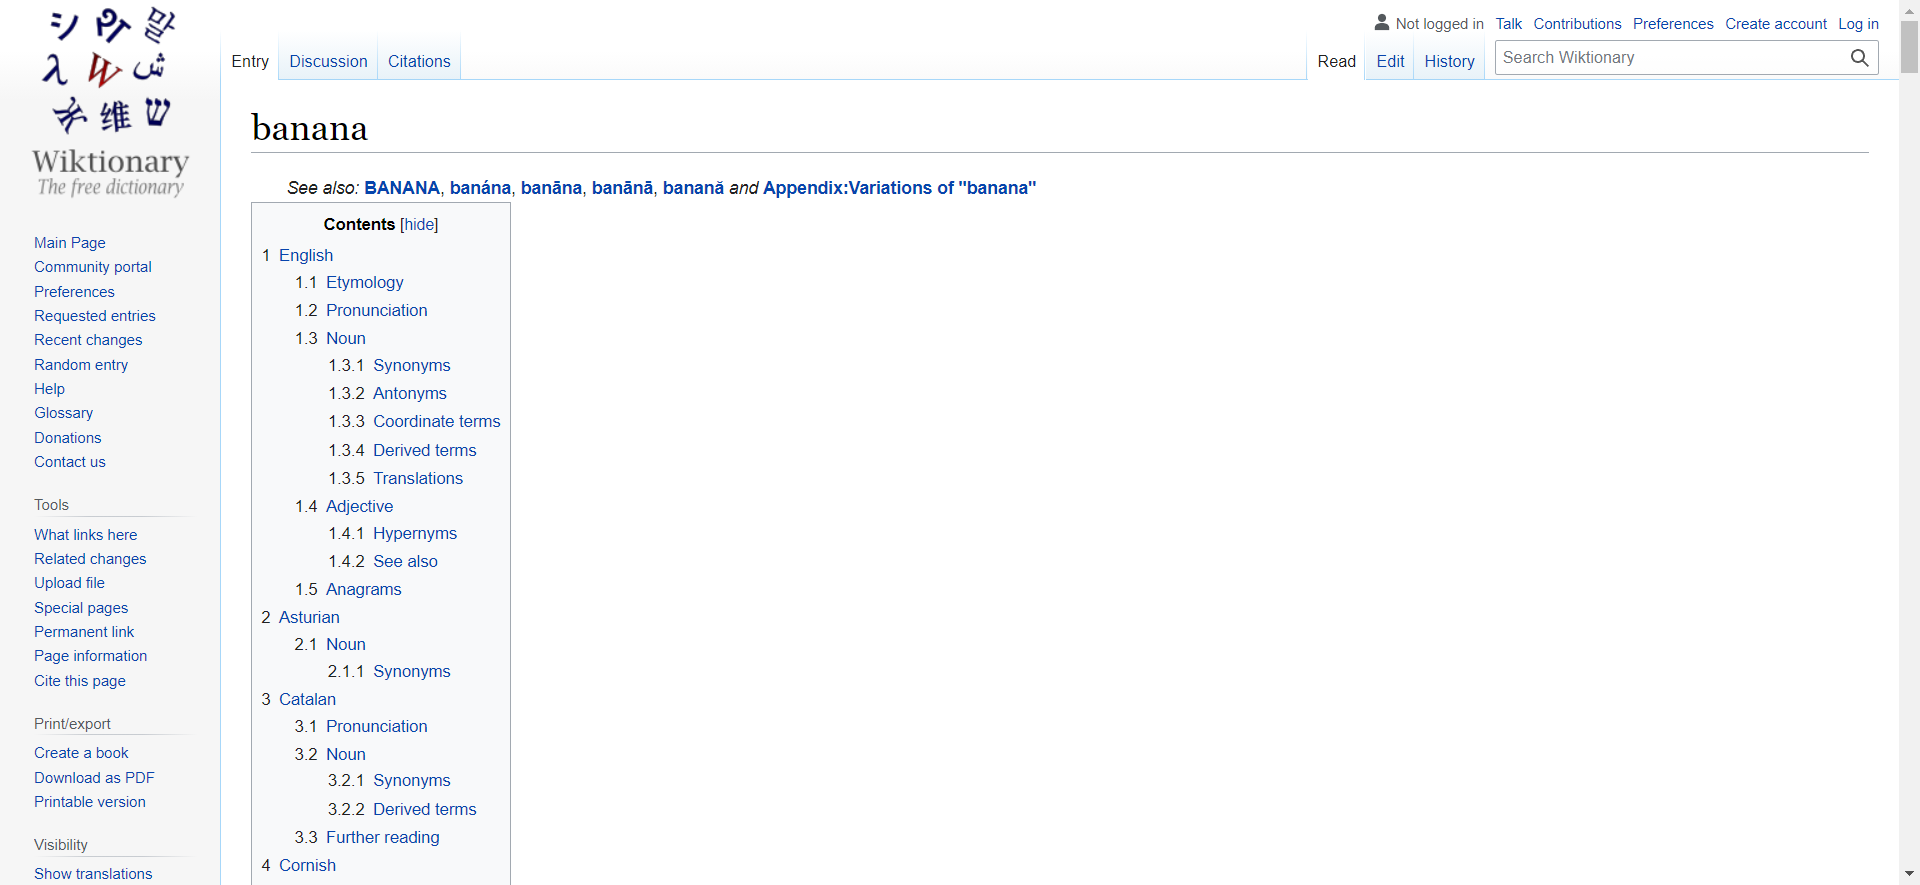 シ 말
λ W ش
维 ש
Wiktionary
The free dictionary
Not logged in Talk Contributions Preferences Create account Log in
Entry Discussion Citations Read Edit History Search Wiktionary
banana
See also: BANANA, banána, banāna, banānā, banană and Appendix:Variations of "banana"
Contents [hide]
1 English
1.1 Etymology
1.2 Pronunciation
1.3 Noun
1.3.1 Synonyms
1.3.2 Antonyms
1.3.3 Coordinate terms
1.3.4 Derived terms
1.3.5 Translations
1.4 Adjective
1.4.1 Hypernyms
1.4.2 See also
1.5 Anagrams
2 Asturian
2.1 Noun
2.1.1 Synonyms
3 Catalan
3.1 Pronunciation
3.2 Noun
3.2.1 Synonyms
3.2.2 Derived terms
3.3 Further reading
4 Cornish
Main Page
Community portal
Preferences
Requested entries
Recent changes
Random entry
Help
Glossary
Donations
Contact us
Tools
What links here
Related changes
Upload file
Special pages
Permanent link
Page information
Cite this page
Print/export
Create a book
Download as PDF
Printable version
Visibility
Show translations